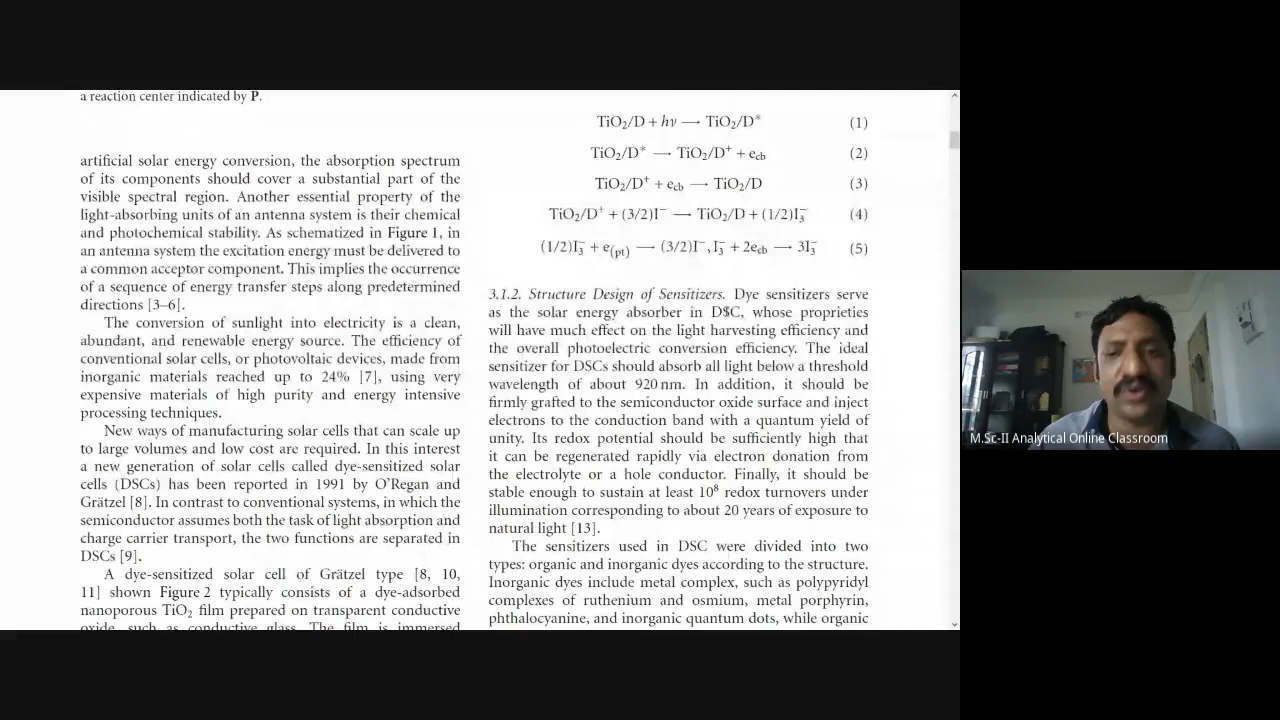 a reaction center indicated by P.
artificial solar energy conversion, the absorption spectrum
of its components should cover a substantial part of the
visible spectral region. Another essential property of the
light-absorbing units of an antenna system is their chemical
and photochemical stability. As schematized in Figure 1, in
an antenna system the excitation energy must be delivered to
a common acceptor component. This implies the occurrence
of a sequence of energy transfer steps along predetermined
directions [3–6].
The conversion of sunlight into electricity is a clean,
abundant, and renewable energy source. The efficiency of
conventional solar cells, or photovoltaic devices, made from
inorganic materials reached up to 24% [7], using very
expensive materials of high purity and energy intensive
processing techniques.
New ways of manufacturing solar cells that can scale up
to large volumes and low cost are required. In this interest
a new generation of solar cells called dye-sensitized solar
cells (DSCs) has been reported in 1991 by O'Regan and
Grätzel [8]. In contrast to conventional systems, in which the
semiconductor assumes both the task of light absorption and
charge carrier transport, the two functions are separated in
DSCs [9].
A dye-sensitized solar cell of Grätzel type [8, 10,
11] shown Figure 2 typically consists of a dye-adsorbed
nanoporous TiO₂ film prepared on transparent conductive
oxide, such as conductive glass. The film is immersed
TiO₂/D + hν ⟶ TiO₂/D* (1)
TiO₂/D* ⟶ TiO₂/D⁺ + e_cb (2)
TiO₂/D⁺ + e_cb ⟶ TiO₂/D (3)
TiO₂/D⁺ + (3/2)I⁻ ⟶ TiO₂/D + (1/2)I₃⁻ (4)
(1/2)I₃⁻ + e_(pt) ⟶ (3/2)I⁻, I₃⁻ + 2e_cb ⟶ 3I₃⁻ (5)
3.1.2. Structure Design of Sensitizers. Dye sensitizers serve
as the solar energy absorber in DSC, whose proprieties
will have much effect on the light harvesting efficiency and
the overall photoelectric conversion efficiency. The ideal
sensitizer for DSCs should absorb all light below a threshold
wavelength of about 920 nm. In addition, it should be
firmly grafted to the semiconductor oxide surface and inject
electrons to the conduction band with a quantum yield of
unity. Its redox potential should be sufficiently high that
it can be regenerated rapidly via electron donation from
the electrolyte or a hole conductor. Finally, it should be
stable enough to sustain at least 10⁸ redox turnovers under
illumination corresponding to about 20 years of exposure to
natural light [13].
The sensitizers used in DSC were divided into two
types: organic and inorganic dyes according to the structure.
Inorganic dyes include metal complex, such as polypyridyl
complexes of ruthenium and osmium, metal porphyrin,
phthalocyanine, and inorganic quantum dots, while organic
M.Sc-II Analytical Online Classroom